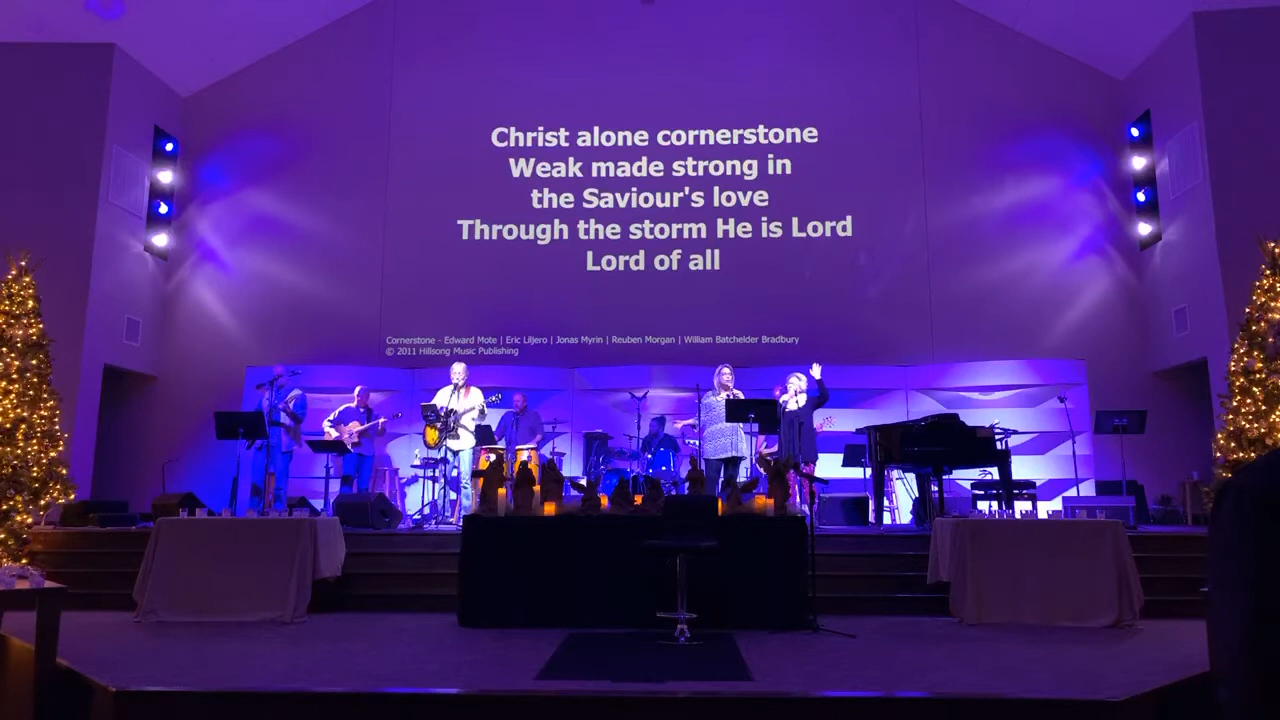 Christ alone cornerstone
Weak made strong in
the Saviour's love
Through the storm He is Lord
Lord of all
Cornerstone - Edward Mote | Eric Liljero | Jonas Myrin | Reuben Morgan | William Batchelder Bradbury
© 2011 Hillsong Music Publishing